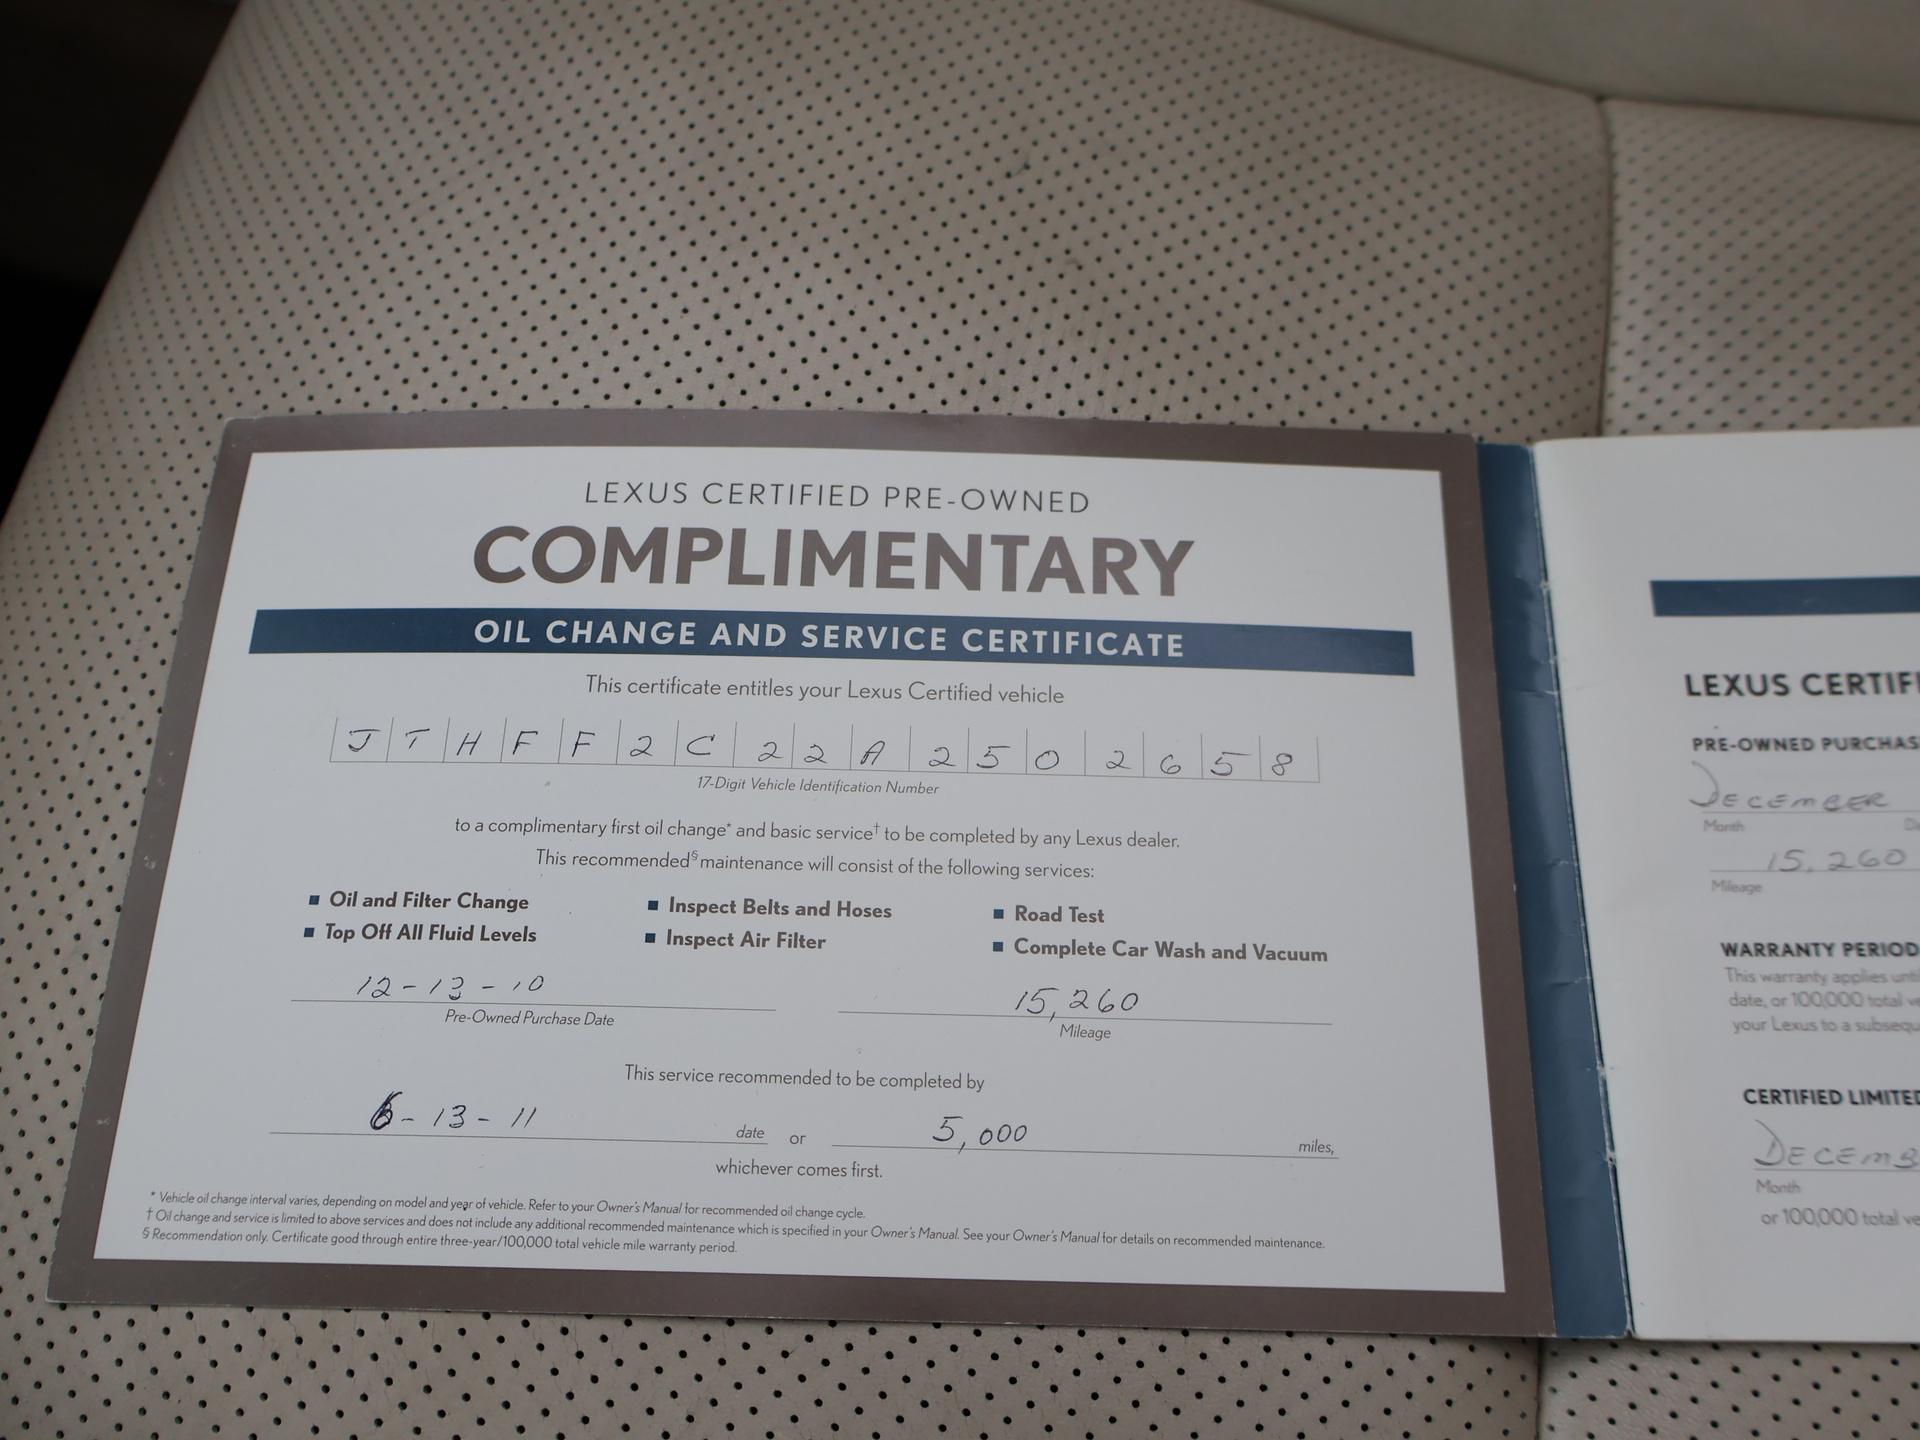 LEXUS CERTIFIED PRE-OWNED
COMPLIMENTARY
OIL CHANGE AND SERVICE CERTIFICATE
This certificate entitles your Lexus Certified vehicle
J T H F F 2 C 2 2 A 2 5 0 2 6 5 8
17-Digit Vehicle Identification Number
to a complimentary first oil change* and basic service† to be completed by any Lexus dealer.
This recommended§ maintenance will consist of the following services:
■ Oil and Filter Change ■ Inspect Belts and Hoses ■ Road Test
■ Top Off All Fluid Levels ■ Inspect Air Filter ■ Complete Car Wash and Vacuum
12-13-10 15,260
Pre-Owned Purchase Date Mileage
This service recommended to be completed by
6-13-11 date or 5,000 miles,
whichever comes first.
* Vehicle oil change interval varies, depending on model and year of vehicle. Refer to your Owner's Manual for recommended oil change cycle.
† Oil change and service is limited to above services and does not include any additional recommended maintenance which is specified in your Owner's Manual. See your Owner's Manual for details on recommended maintenance.
§ Recommendation only. Certificate good through entire three-year/100,000 total vehicle mile warranty period.
LEXUS CERTIF
PRE-OWNED PURCHAS
DECEMBER
Month
15,260
Mileage
WARRANTY PERIOD
This warranty applies unti
date, or 100,000 total ve
your Lexus to a subsequ
CERTIFIED LIMITED
DECEMB
Month
or 100,000 total ve